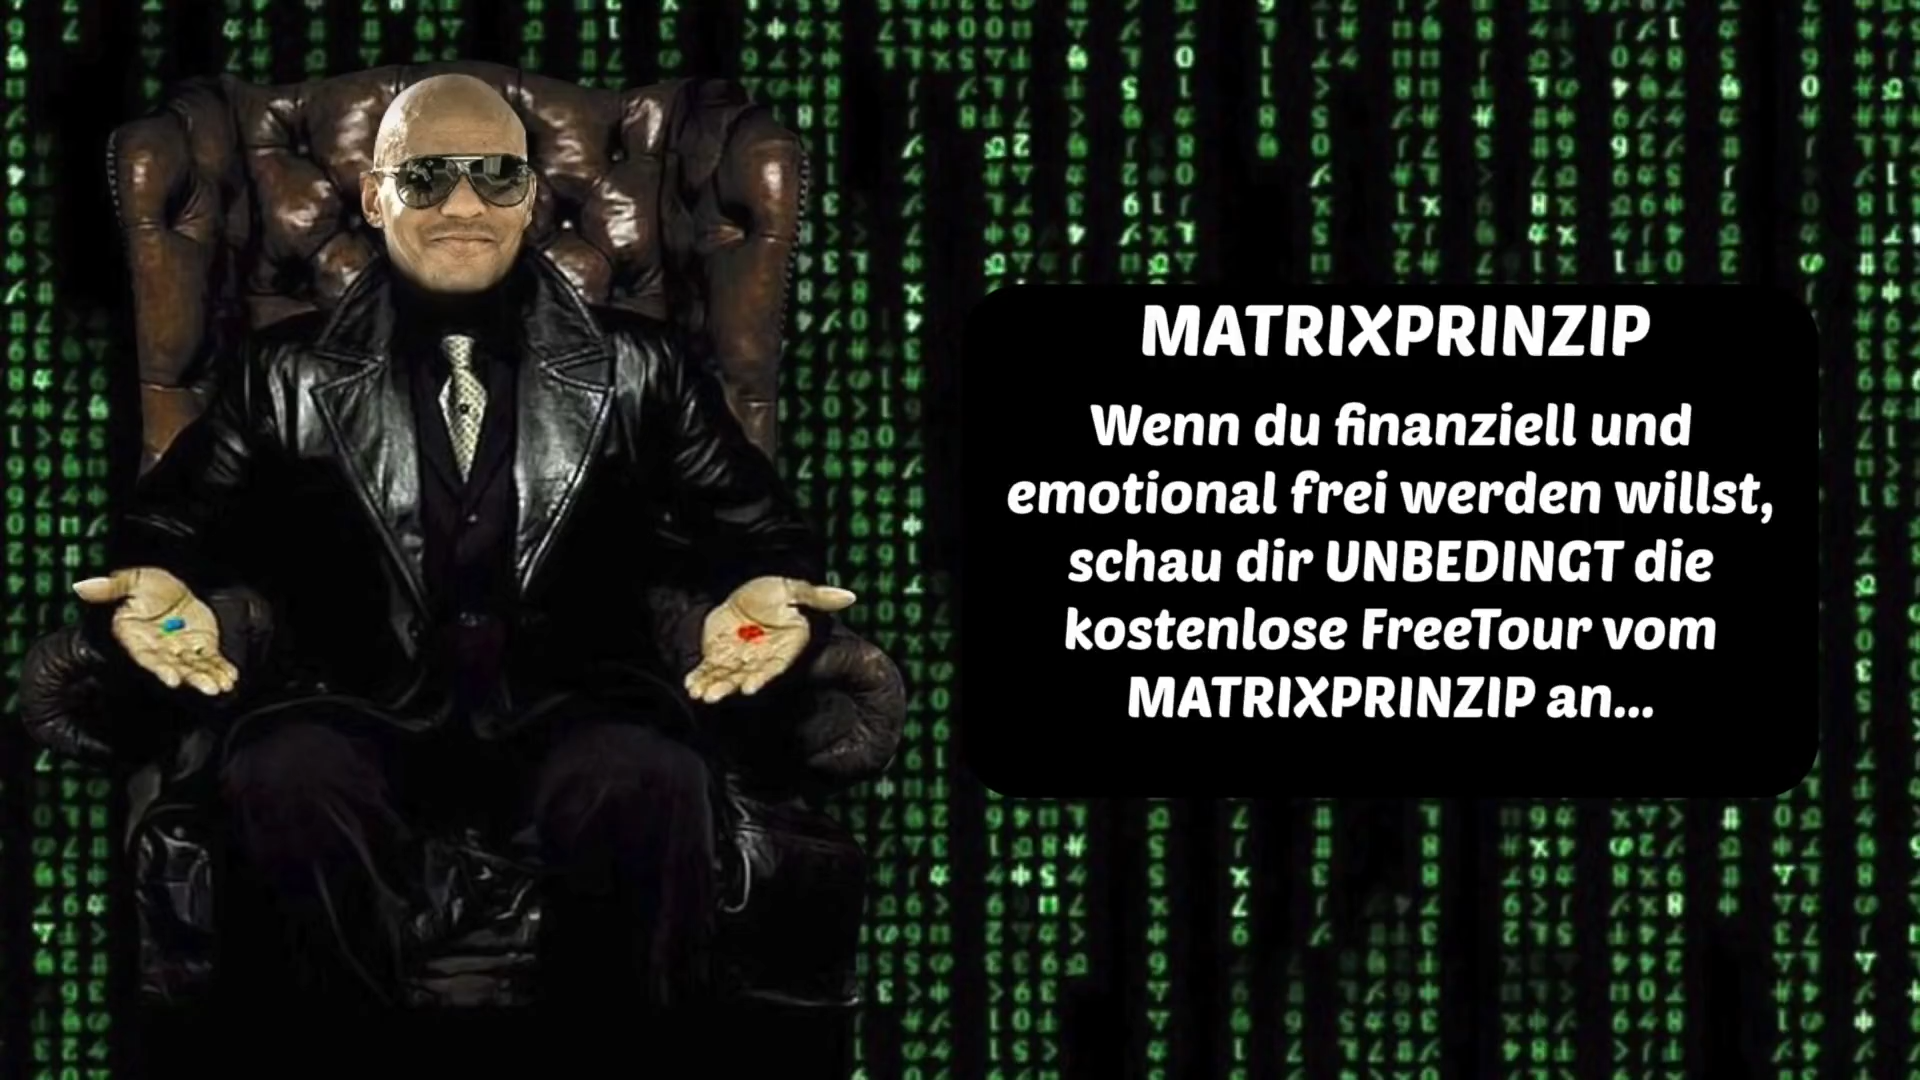 MATRIXPRINZIP
Wenn du finanziell und
emotional frei werden willst,
schau dir UNBEDINGT die
kostenlose FreeTour vom
MATRIXPRINZIP an...